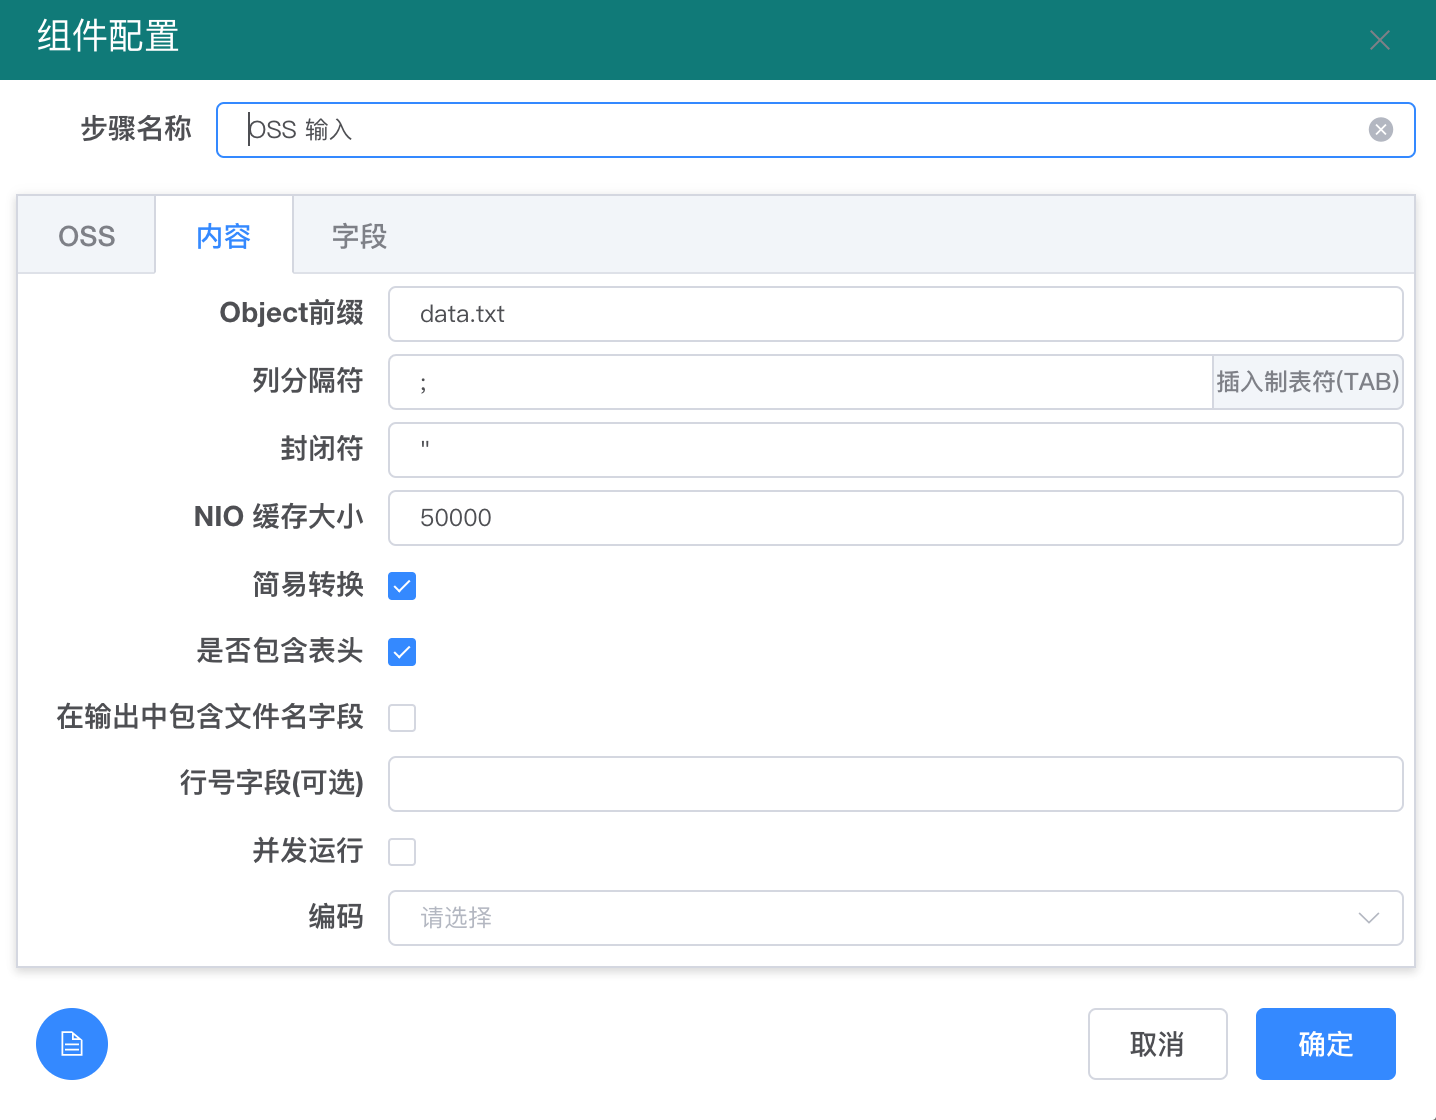 组件配置
步骤名称 OSS 输入
OSS 内容 字段
Object前缀 data.txt
列分隔符 ; 插入制表符(TAB)
封闭符 "
NIO 缓存大小 50000
简易转换
是否包含表头
在输出中包含文件名字段
行号字段(可选)
并发运行
编码 请选择
取消 确定